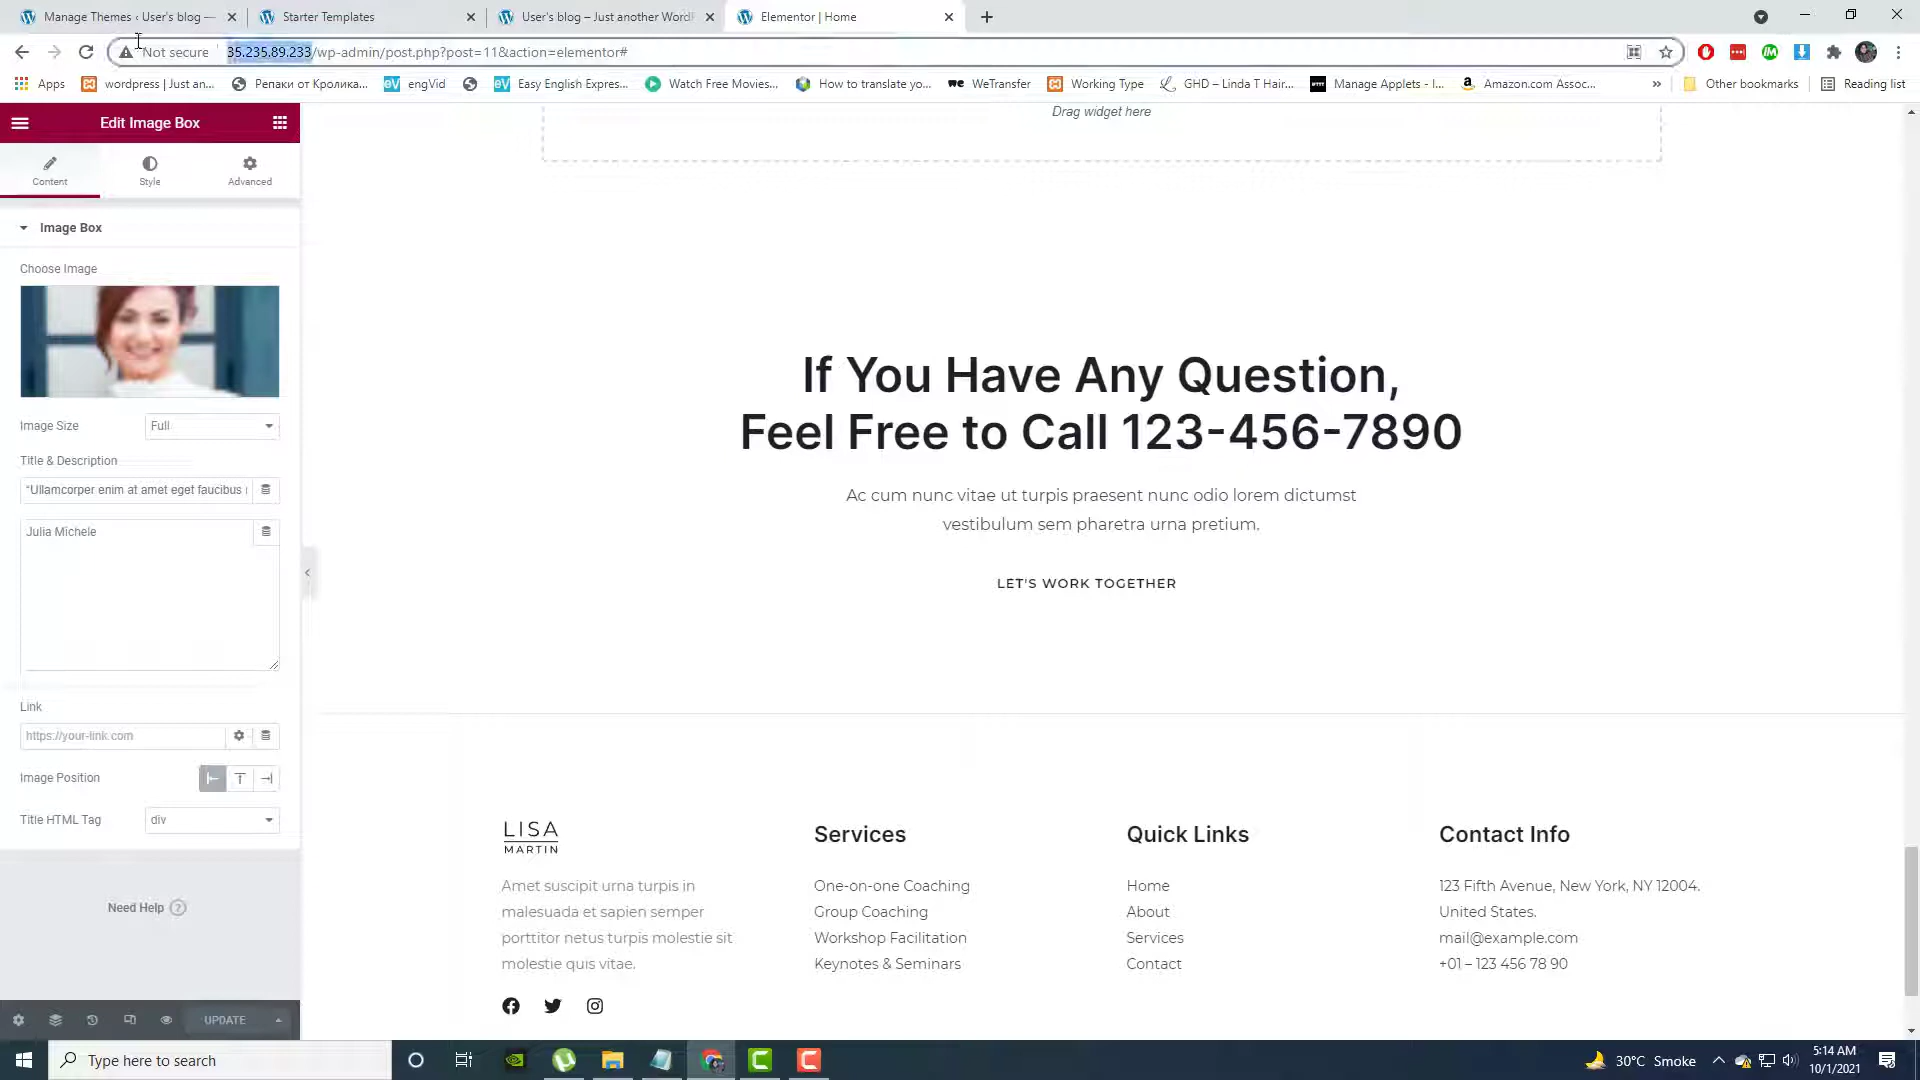 Manage Themes ‹ User's blog —
Starter Templates
User's blog – Just another Word
Elementor | Home
Not secure
35.235.89.233/wp-admin/post.php?post=11&action=elementor#
Apps
wordpress | Just an...
Репаки от Кролика...
engVid
Easy English Expres...
Watch Free Movies...
How to translate yo...
WeTransfer
Working Type
GHD – Linda T Hair...
Manage Applets - I...
Amazon.com Assoc...
»
Other bookmarks
Reading list
Edit Image Box
Content
Style
Advanced
Image Box
Choose Image
Image Size
Full
Title & Description
"Ullamcorper enim at amet eget faucibus
Julia Michele
Link
https://your-link.com
Image Position
Title HTML Tag
div
Need Help ?
UPDATE
Drag widget here
If You Have Any Question,
Feel Free to Call 123-456-7890
Ac cum nunc vitae ut turpis praesent nunc odio lorem dictumst
vestibulum sem pharetra urna pretium.
LET'S WORK TOGETHER
LISA
MARTIN
Amet suscipit urna turpis in
malesuada et sapien semper
porttitor netus turpis molestie sit
molestie quis vitae.
Services
One-on-one Coaching
Group Coaching
Workshop Facilitation
Keynotes & Seminars
Quick Links
Home
About
Services
Contact
Contact Info
123 Fifth Avenue, New York, NY 12004.
United States.
mail@example.com
+01 – 123 456 78 90
Type here to search
30°C Smoke
5:14 AM
10/1/2021